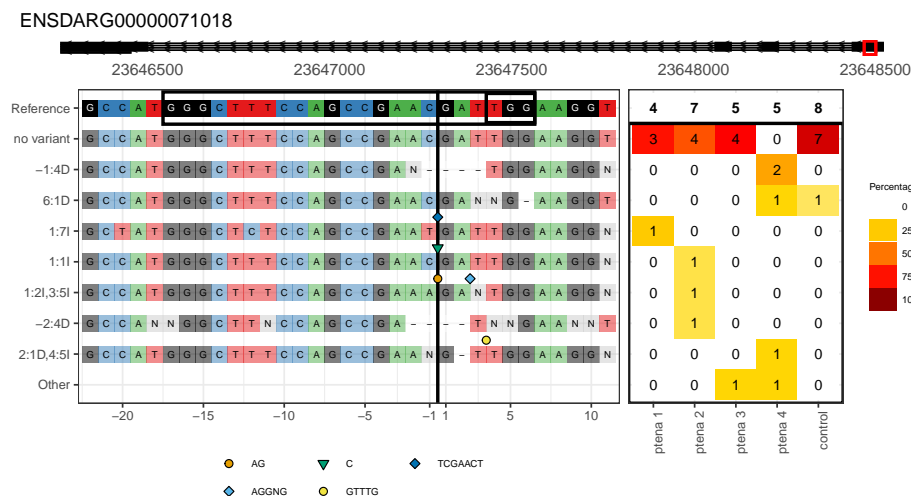 ENSDARG00000071018
23646500 23647000 23647500 23648000 23648500
Reference G C C A T G G G C T T T C C A G C C G A A C G A T T G G A A G G T 4 7 5 5 8
no variant G C C A T G G G C T T T C C A G C C G A A C G A T T G G A A G G T 3 4 4 0 7
−1:4D G C C A T G G G C T T T C C A G C C G A N - - - - T G G A A G G N 0 0 0 2 0
6:1D G C C A T G G G C T T T C C A G C C G A A C G A N N G - A A G G T 0 0 0 1 1
1:7I G C T A T G G G C T C T C C A G C C G A A T G A T T G G A A G G N 1 0 0 0 0
1:1I G C C A T G G G C T T T C C A G C C G A A C G A T T G G A A G G N 0 1 0 0 0
1:2I,3:5I G C C A T G G G C T T T C C A G C C G A A A G A N T G G A A G G N 0 1 0 0 0
−2:4D G C C A N N G G C T T N C C A G C C G A - - - - T N N G A A N N T 0 1 0 0 0
2:1D,4:5I G C C A T G G G C T T T C C A G C C G A A N G - T T G G A A G G N 0 0 0 1 0
Other 0 0 1 1 0
−20 −15 −10 −5 −1 1 5 10
ptena 1 ptena 2 ptena 3 ptena 4 control
Percentag
0
25
50
75
10
AG C TCGAACT
AGGNG GTTTG